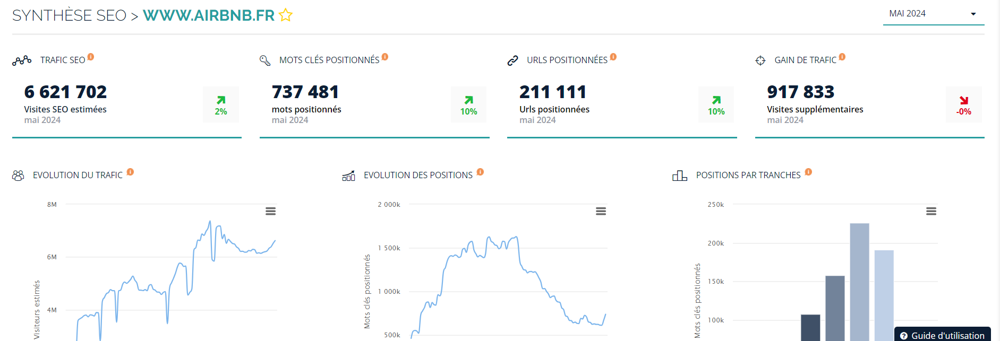 SYNTHÈSE SEO > WWW.AIRBNB.FR
MAI 2024
TRAFIC SEO
6 621 702
Visites SEO estimées
mai 2024
2%
MOTS CLÉS POSITIONNÉS
737 481
mots positionnés
mai 2024
10%
URLS POSITIONNÉES
211 111
Urls positionnées
mai 2024
10%
GAIN DE TRAFIC
917 833
Visites supplémentaires
mai 2024
-0%
EVOLUTION DU TRAFIC
8M
6M
4M
Visiteurs estimés
EVOLUTION DES POSITIONS
2 000k
1 500k
1 000k
500k
Mots clés positionnés
POSITIONS PAR TRANCHES
250k
200k
150k
100k
Mots clés positionnés
Guide d'utilisation